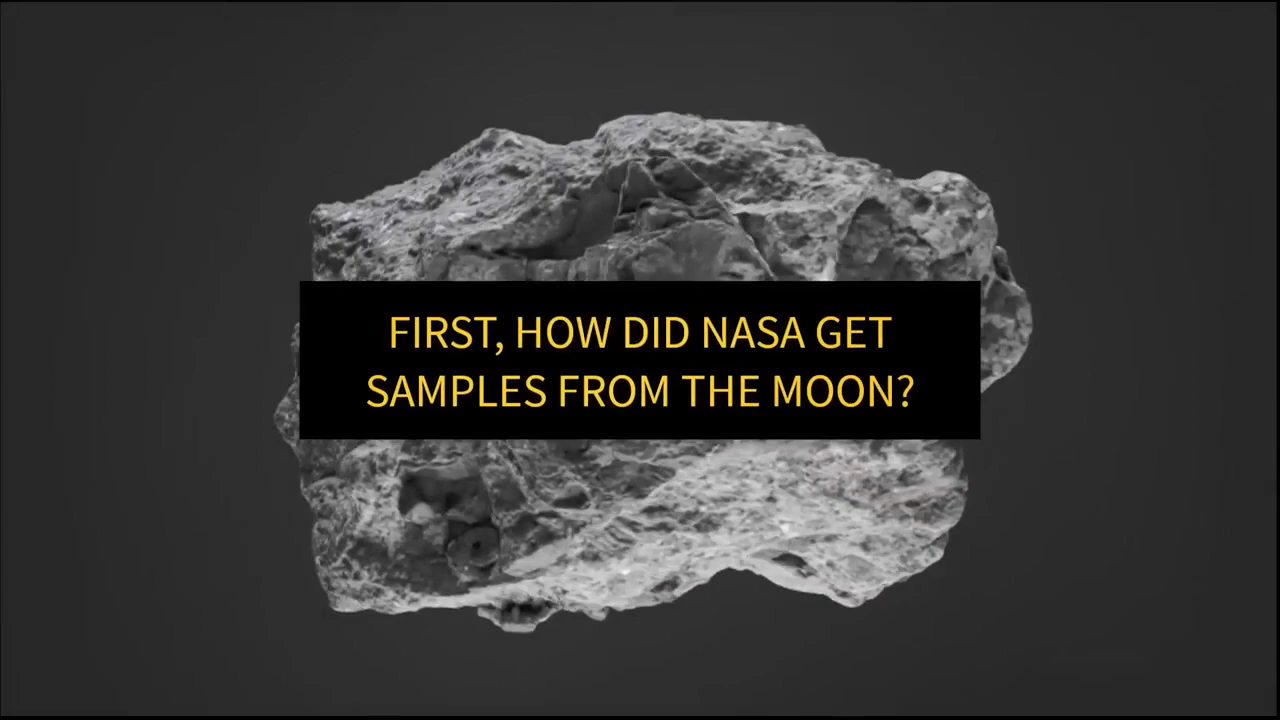 FIRST, HOW DID NASA GET
SAMPLES FROM THE MOON?